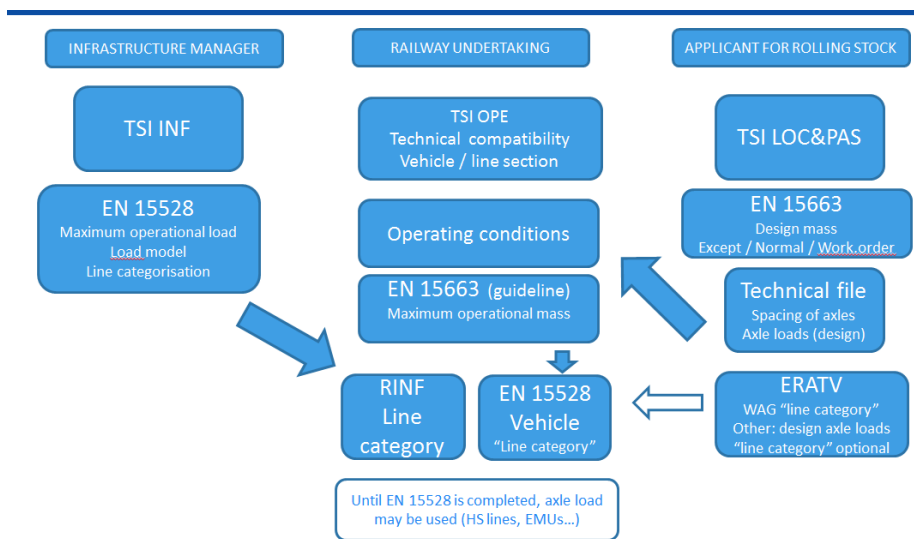 INFRASTRUCTURE MANAGER
RAILWAY UNDERTAKING
APPLICANT FOR ROLLING STOCK
TSI INF
EN 15528
Maximum operational load
Load model
Line categorisation
TSI OPE
Technical compatibility
Vehicle / line section
Operating conditions
EN 15663 (guideline)
Maximum operational mass
TSI LOC&PAS
EN 15663
Design mass
Except / Normal / Work.order
Technical file
Spacing of axles
Axle loads (design)
RINF
Line
category
EN 15528
Vehicle
“Line category”
ERATV
WAG “line category”
Other: design axle loads
“line category” optional
Until EN 15528 is completed, axle load
may be used (HS lines, EMUs...)